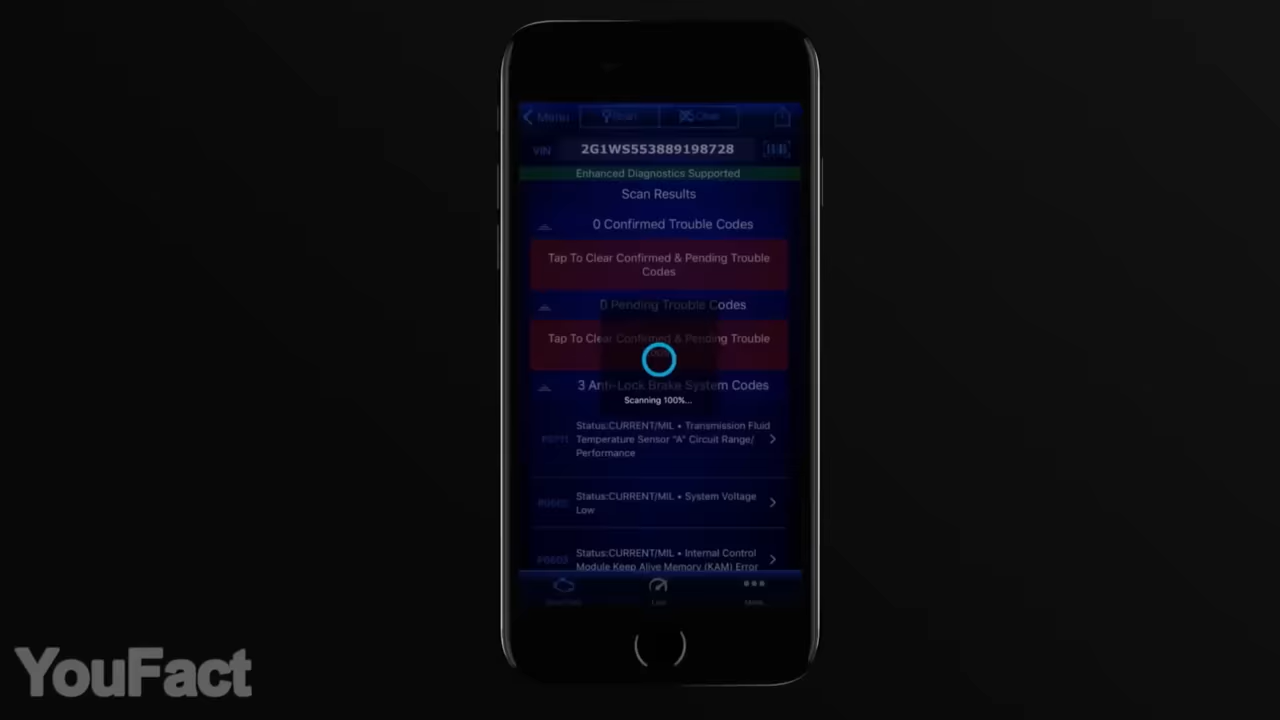 Menu Scan Clear
VIN 2G1WS553889198728
Enhanced Diagnostics Supported
Scan Results
0 Confirmed Trouble Codes
Tap To Clear Confirmed & Pending Trouble
Codes
0 Pending Trouble Codes
Tap To Clear Confirmed & Pending Trouble
3 Anti-Lock Brake System Codes
Scanning 100%...
Status:CURRENT/MIL • Transmission Fluid
Temperature Sensor "A" Circuit Range/
Performance
Status:CURRENT/MIL • System Voltage
Low
P0603 Status:CURRENT/MIL • Internal Control
Module Keep Alive Memory (KAM) Error
YouFact